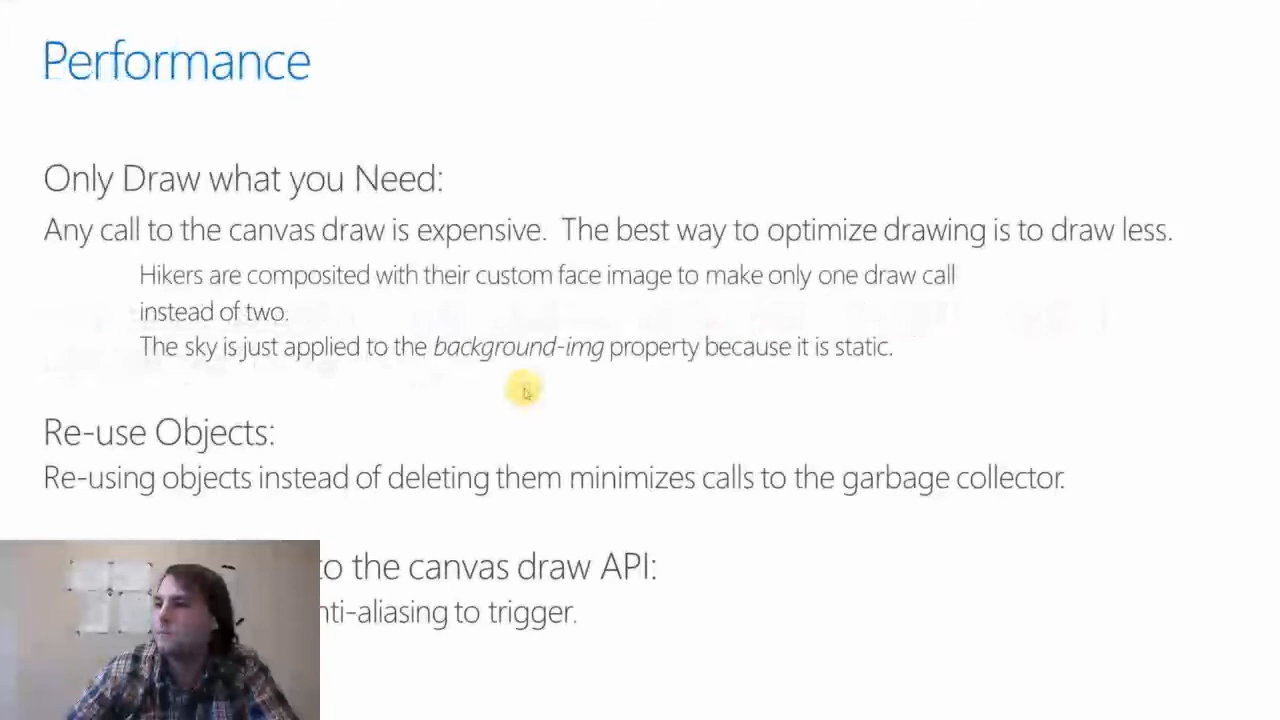 Performance
Only Draw what you Need:
Any call to the canvas draw is expensive. The best way to optimize drawing is to draw less.
Hikers are composited with their custom face image to make only one draw call
instead of two.
The sky is just applied to the background-img property because it is static.
Re-use Objects:
Re-using objects instead of deleting them minimizes calls to the garbage collector.
to the canvas draw API:
nti-aliasing to trigger.